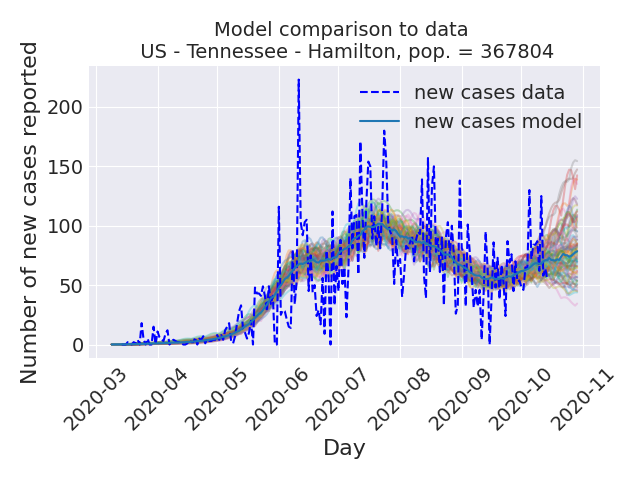 Model comparison to data
US - Tennessee - Hamilton, pop. = 367804
Number of new cases reported
200
150
100
50
0
new cases data
new cases model
2020-03
2020-04
2020-05
2020-06
2020-07
2020-08
2020-09
2020-10
2020-11
Day